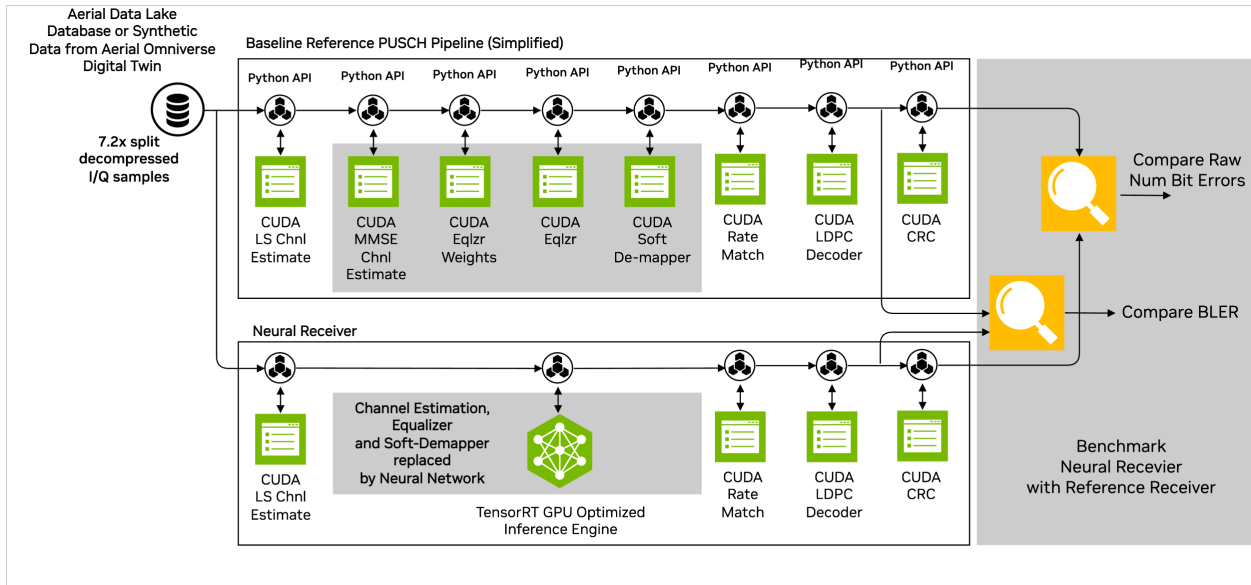 Aerial Data Lake
Database or Synthetic
Data from Aerial Omniverse
Digital Twin
7.2x split
decompressed
I/Q samples
Baseline Reference PUSCH Pipeline (Simplified)
Python API
Python API
Python API
Python API
Python API
Python API
Python API
Python API
CUDA
LS Chnl
Estimate
CUDA
MMSE
Chnl
Estimate
CUDA
Eqlzr
Weights
CUDA
Eqlzr
CUDA
Soft
De-mapper
CUDA
Rate
Match
CUDA
LDPC
Decoder
CUDA
CRC
Compare Raw
Num Bit Errors
Compare BLER
Neural Receiver
CUDA
LS Chnl
Estimate
Channel Estimation,
Equalizer
and Soft-Demapper
replaced
by Neural Network
TensorRT GPU Optimized
Inference Engine
CUDA
Rate
Match
CUDA
LDPC
Decoder
CUDA
CRC
Benchmark
Neural Recevier
with Reference Receiver